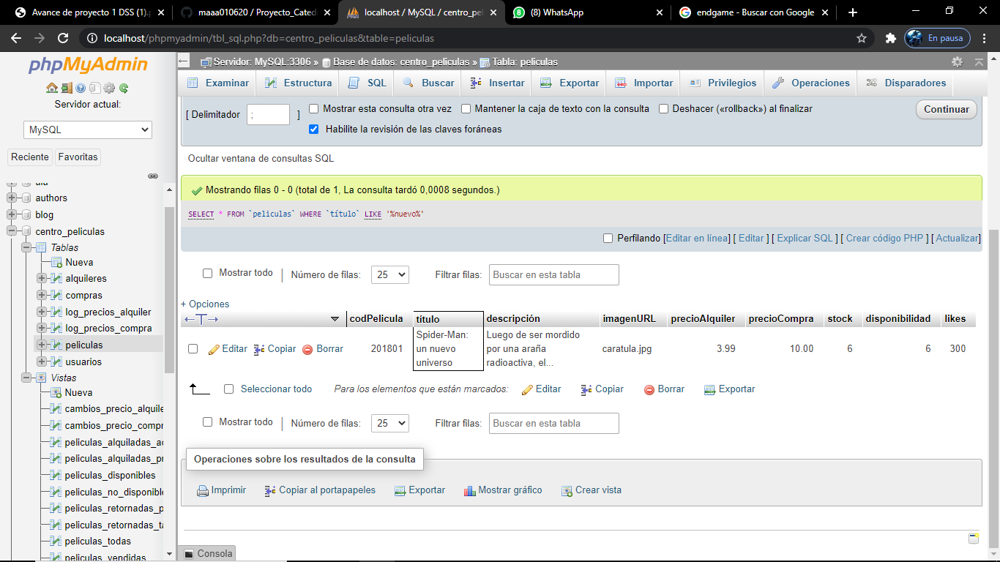 Avance de proyecto 1 DSS (1).p
maaa010620 / Proyecto_Cated
localhost / MySQL / centro_pel
(8) WhatsApp
endgame - Buscar con Google
localhost/phpmyadmin/tbl_sql.php?db=centro_peliculas&table=peliculas
En pausa
phpMyAdmin
Servidor actual:
MySQL
Reciente Favoritas
authors
blog
centro_peliculas
Tablas
Nueva
alquileres
compras
log_precios_alquiler
log_precios_compra
peliculas
usuarios
Vistas
Nueva
cambios_precio_alquile
cambios_precio_compr
peliculas_alquiladas_ac
peliculas_alquiladas_pr
peliculas_disponibles
peliculas_no_disponible
peliculas_retornadas_p
peliculas_retornadas_ta
peliculas_todas
peliculas_vendidas
Servidor: MySQL:3306 » Base de datos: centro_peliculas » Tabla: peliculas
Examinar Estructura SQL Buscar Insertar Exportar Importar Privilegios Operaciones Disparadores
[ Delimitador ; ] Mostrar esta consulta otra vez Mantener la caja de texto con la consulta Deshacer («rollback») al finalizar Continuar
Habilite la revisión de las claves foráneas
Ocultar ventana de consultas SQL
Mostrando filas 0 - 0 (total de 1, La consulta tardó 0,0008 segundos.)
SELECT * FROM `peliculas` WHERE `título` LIKE '%nuevo%'
Perfilando [Editar en línea] [ Editar ] [ Explicar SQL ] [ Crear código PHP ] [ Actualizar]
Mostrar todo | Número de filas: 25 Filtrar filas: Buscar en esta tabla
+ Opciones
←T→ codPelicula título descripción imagenURL precioAlquiler precioCompra stock disponibilidad likes
Editar Copiar Borrar 201801 Spider-Man: un nuevo universo Luego de ser mordido por una araña radioactiva, el... caratula.jpg 3.99 10.00 6 6 300
Seleccionar todo Para los elementos que están marcados: Editar Copiar Borrar Exportar
Mostrar todo | Número de filas: 25 Filtrar filas: Buscar en esta tabla
Operaciones sobre los resultados de la consulta
Imprimir Copiar al portapapeles Exportar Mostrar gráfico Crear vista
Consola